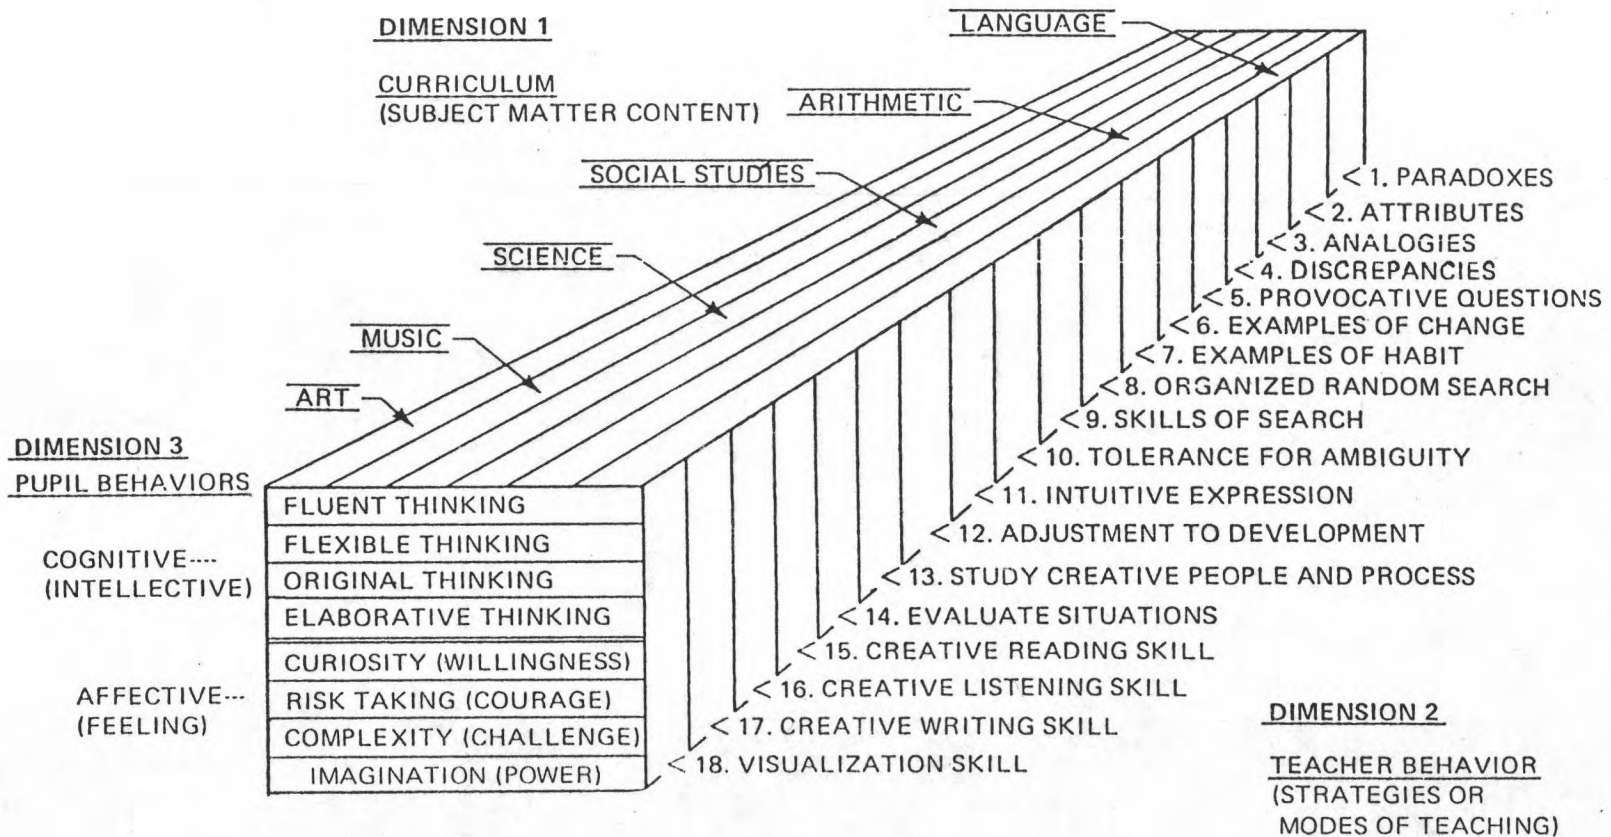 DIMENSION 1
CURRICULUM
(SUBJECT MATTER CONTENT)
LANGUAGE
ARITHMETIC
SOCIAL STUDIES
SCIENCE
MUSIC
ART
DIMENSION 3
PUPIL BEHAVIORS
COGNITIVE----
(INTELLECTIVE)
AFFECTIVE---
(FEELING)
FLUENT THINKING
FLEXIBLE THINKING
ORIGINAL THINKING
ELABORATIVE THINKING
CURIOSITY (WILLINGNESS)
RISK TAKING (COURAGE)
COMPLEXITY (CHALLENGE)
IMAGINATION (POWER)
< 1. PARADOXES
< 2. ATTRIBUTES
< 3. ANALOGIES
< 4. DISCREPANCIES
< 5. PROVOCATIVE QUESTIONS
< 6. EXAMPLES OF CHANGE
< 7. EXAMPLES OF HABIT
< 8. ORGANIZED RANDOM SEARCH
< 9. SKILLS OF SEARCH
< 10. TOLERANCE FOR AMBIGUITY
< 11. INTUITIVE EXPRESSION
< 12. ADJUSTMENT TO DEVELOPMENT
< 13. STUDY CREATIVE PEOPLE AND PROCESS
< 14. EVALUATE SITUATIONS
< 15. CREATIVE READING SKILL
< 16. CREATIVE LISTENING SKILL
< 17. CREATIVE WRITING SKILL
< 18. VISUALIZATION SKILL
DIMENSION 2
TEACHER BEHAVIOR
(STRATEGIES OR
MODES OF TEACHING)